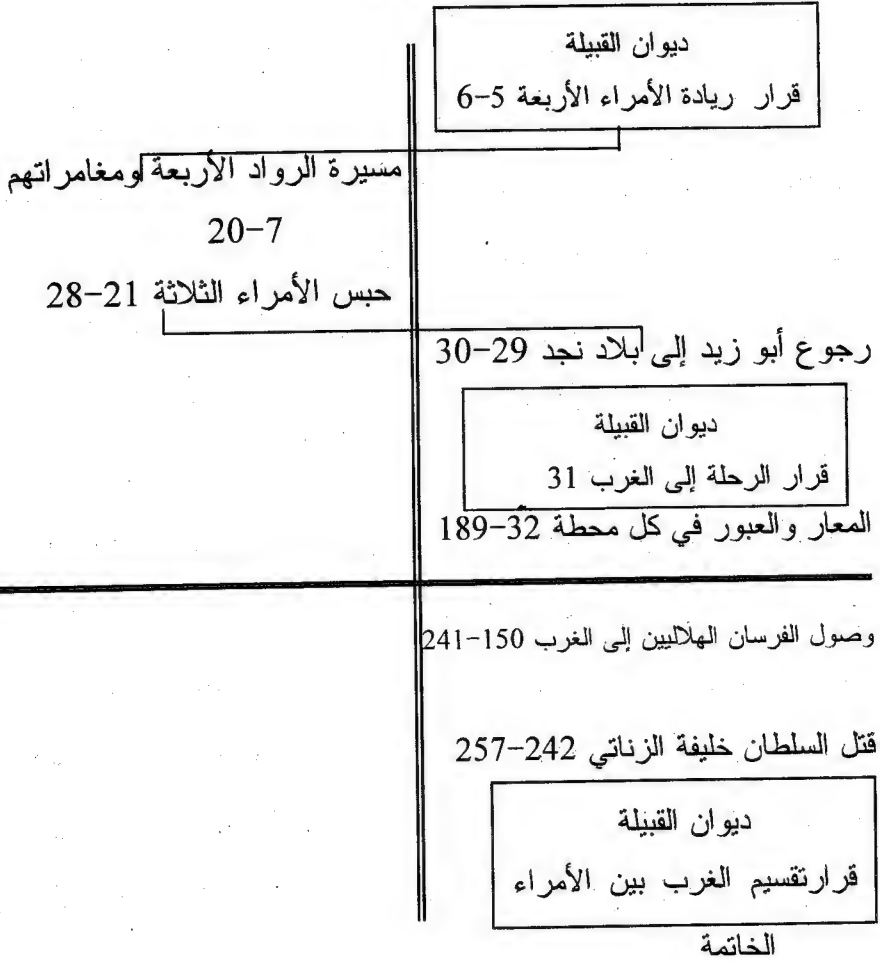 ديوان القبيلة
قرار ريادة الأمراء الأربعة 5-6
مسيرة الرواد الأربعة ومغامراتهم
7-20
حبس الأمراء الثلاثة 21-28
رجوع أبو زيد إلى بلاد نجد 29-30
ديوان القبيلة
قرار الرحلة إلى الغرب 31
المعار والعبور في كل محطة 32-189
وصول الفرسان الهلاليين إلى الغرب 150-241
قتل السلطان خليفة الزناتي 242-257
ديوان القبيلة
قرارتقسيم الغرب بين الأمراء
الخاتمة